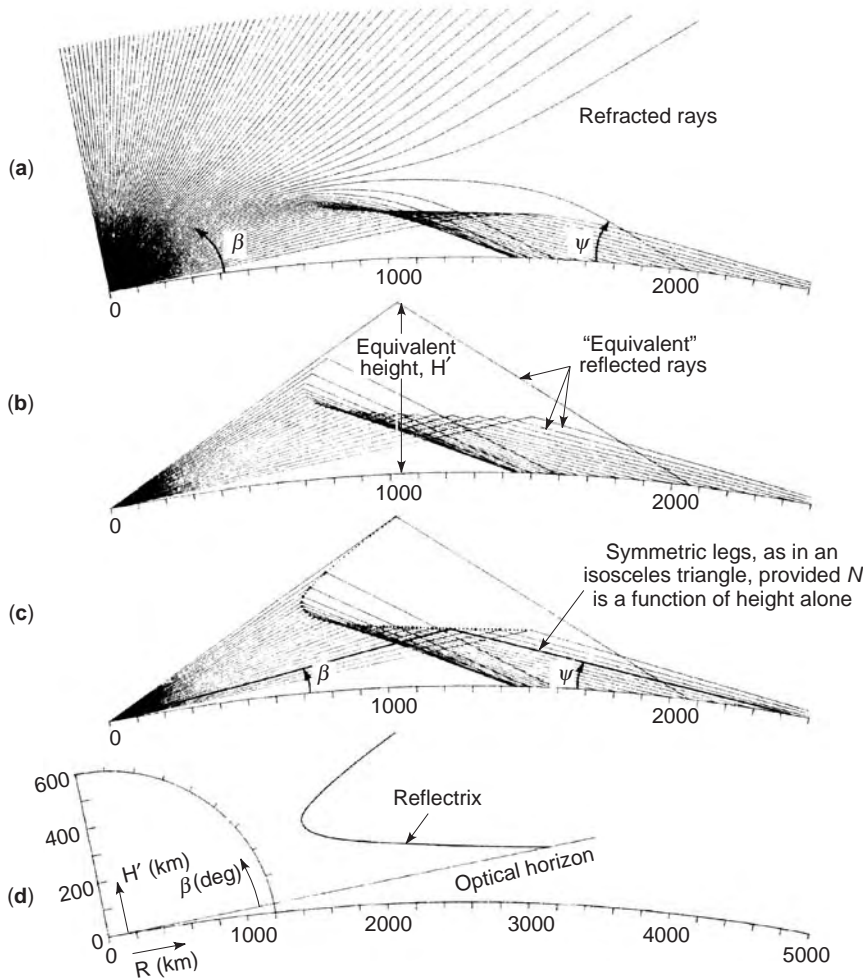 (a)
Refracted rays
β
ψ
0
1000
2000
(b)
Equivalent
height, H′
"Equivalent"
reflected rays
0
1000
2000
(c)
Symmetric legs, as in an
isosceles triangle, provided N
is a function of height alone
β
ψ
0
1000
2000
(d)
600
400
200
0
H′ (km)
β(deg)
R (km)
Reflectrix
Optical horizon
1000
2000
3000
4000
5000